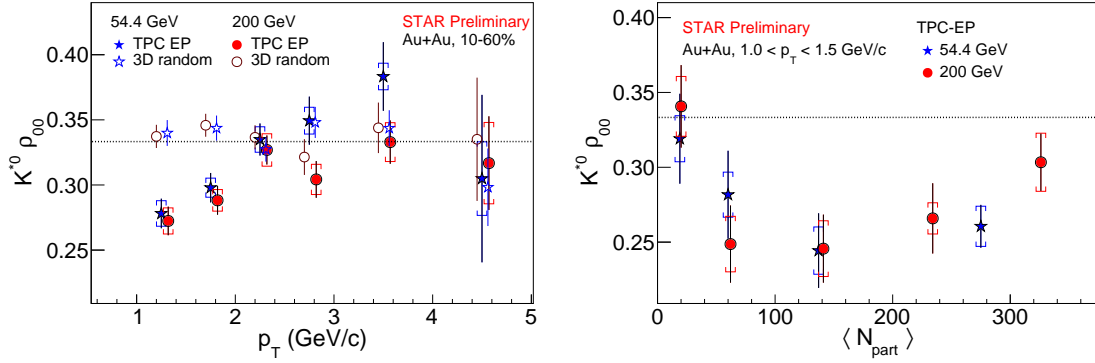 54.4 GeV 200 GeV STAR Preliminary
TPC EP TPC EP Au+Au, 10-60%
3D random 3D random
0.40
0.35
0.30
0.25
K*0 ρ00
1 2 3 4 5
pT (GeV/c)
STAR Preliminary TPC-EP
Au+Au, 1.0 < pT < 1.5 GeV/c 54.4 GeV
200 GeV
0.40
0.35
0.30
0.25
K*0 ρ00
0 100 200 300
⟨ Npart ⟩